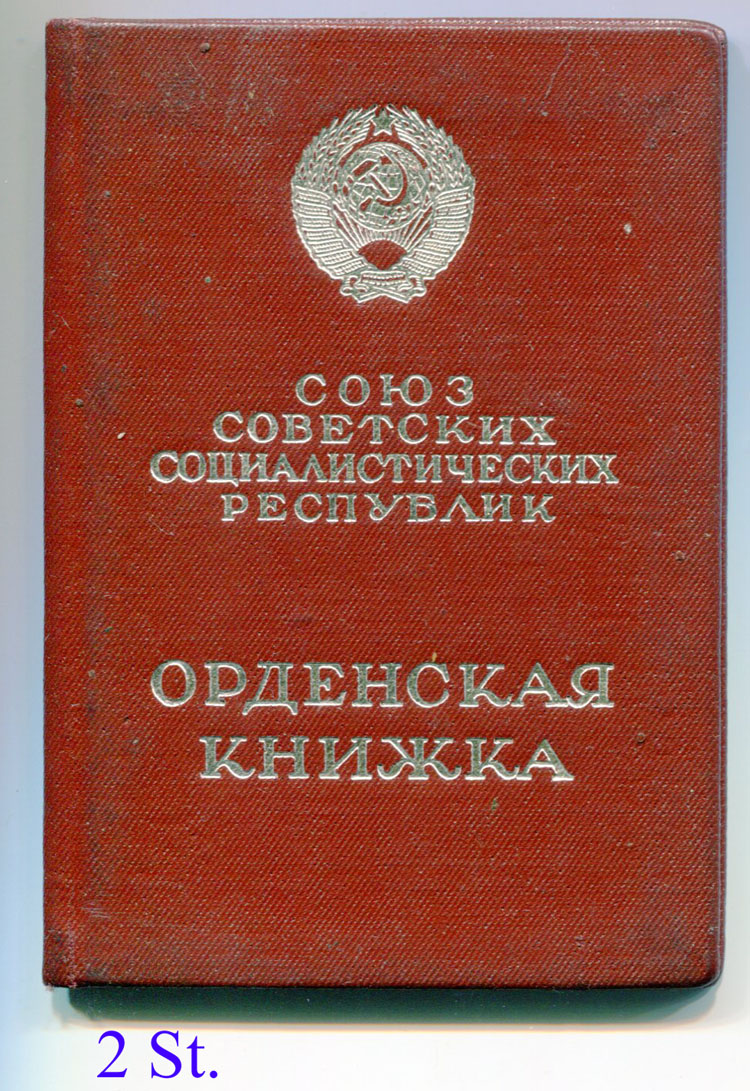 СОЮЗ
СОВЕТСКИХ
СОЦИАЛИСТИЧЕСКИХ
РЕСПУБЛИК
ОРДЕНСКАЯ
КНИЖКА
2 St.